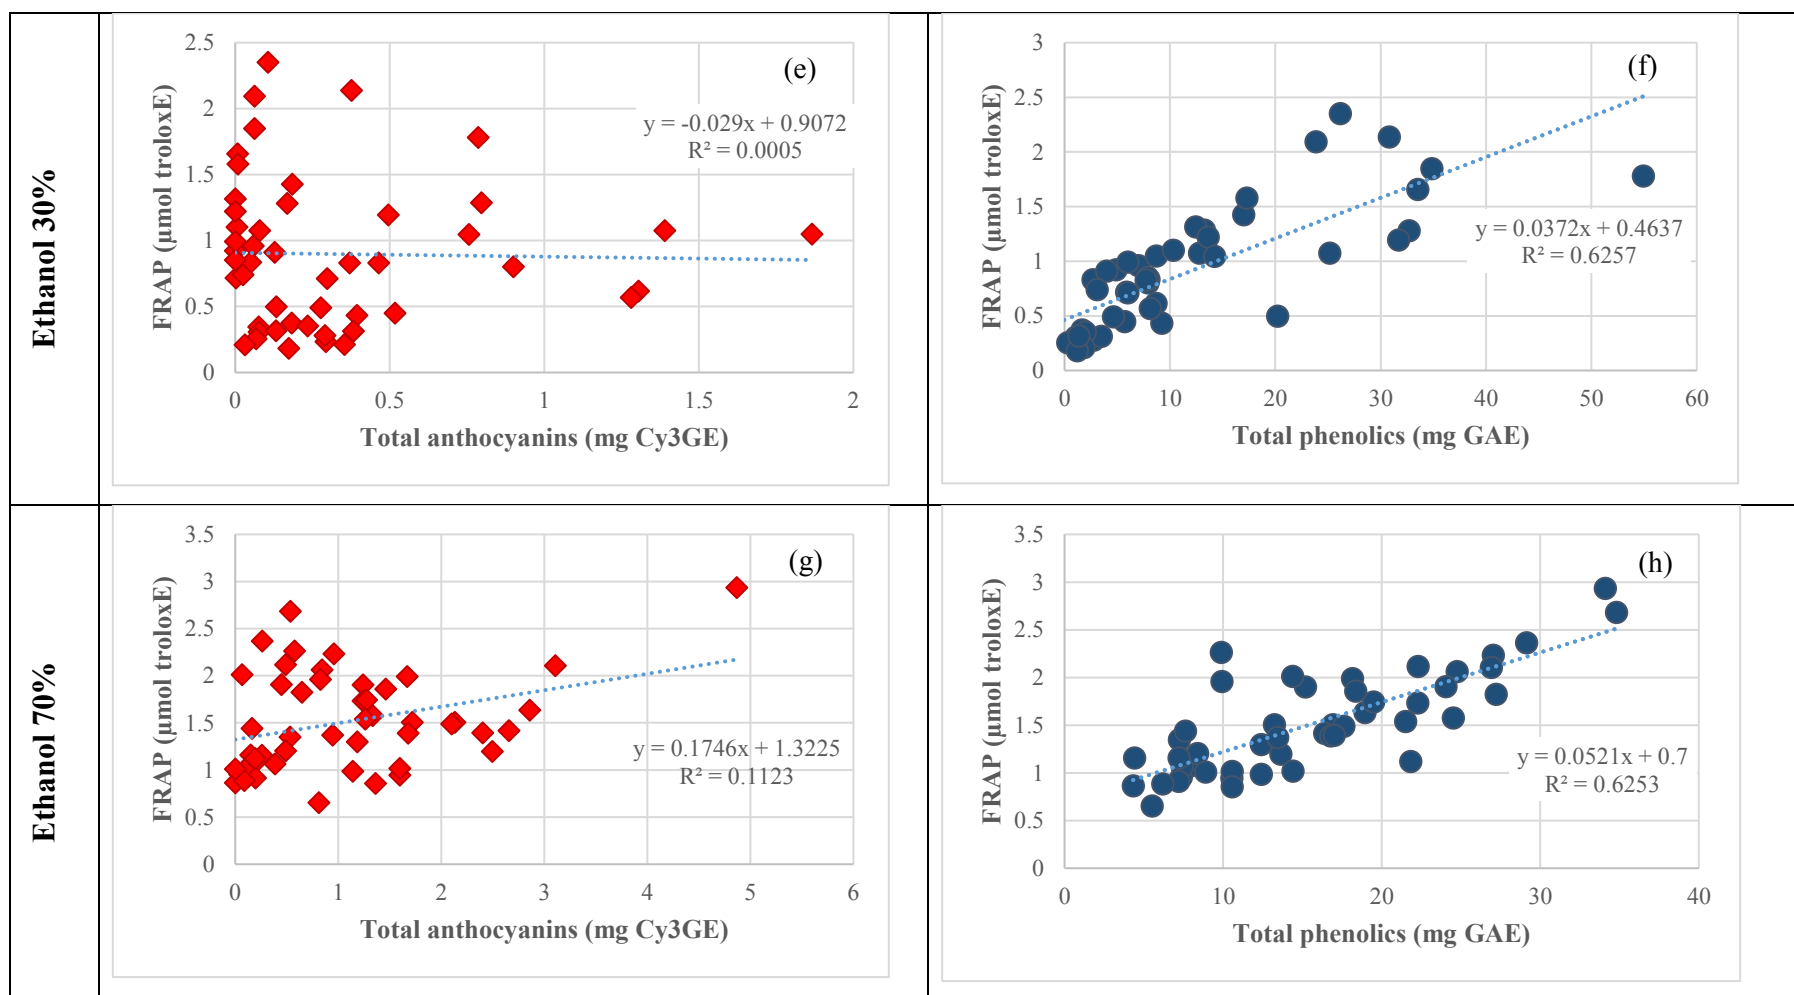 Ethanol 30%
(e)
FRAP (μmol troloxE)
2.5
2
1.5
1
0.5
0
y = -0.029x + 0.9072
R² = 0.0005
0 0.5 1 1.5 2
Total anthocyanins (mg Cy3GE)
(f)
FRAP (μmol troloxE)
3
2.5
2
1.5
1
0.5
0
y = 0.0372x + 0.4637
R² = 0.6257
0 10 20 30 40 50 60
Total phenolics (mg GAE)
Ethanol 70%
(g)
FRAP (μmol troloxE)
3.5
3
2.5
2
1.5
1
0.5
0
y = 0.1746x + 1.3225
R² = 0.1123
0 1 2 3 4 5 6
Total anthocyanins (mg Cy3GE)
(h)
FRAP (μmol troloxE)
3.5
3
2.5
2
1.5
1
0.5
0
y = 0.0521x + 0.7
R² = 0.6253
0 10 20 30 40
Total phenolics (mg GAE)